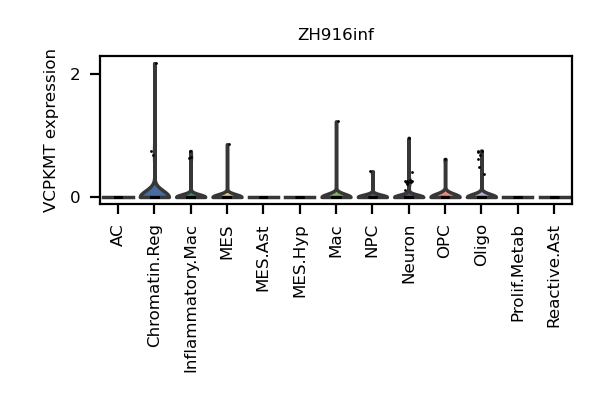 ZH916inf
VCPKMT expression
2
0
AC
Chromatin.Reg
Inflammatory.Mac
MES
MES.Ast
MES.Hyp
Mac
NPC
Neuron
OPC
Oligo
Prolif.Metab
Reactive.Ast